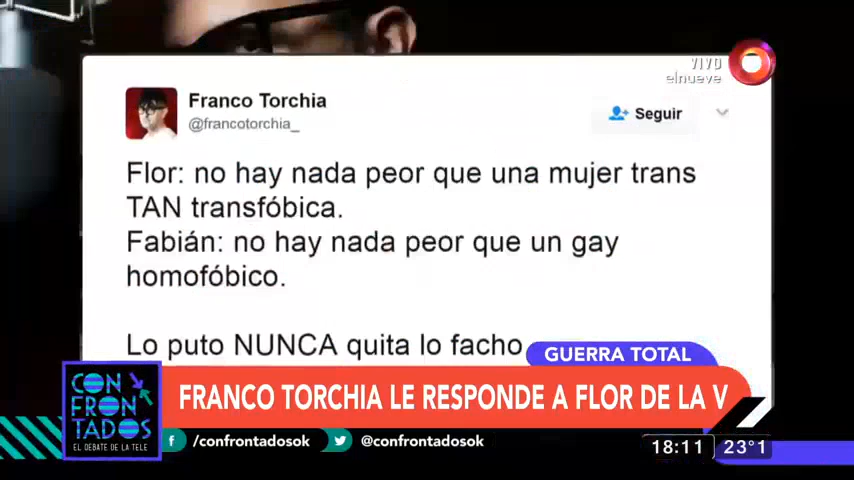 VIVO
elnueve
Franco Torchia
@francotorchia_
Seguir
Flor: no hay nada peor que una mujer trans
TAN transfóbica.
Fabián: no hay nada peor que un gay
homofóbico.
Lo puto NUNCA quita lo facho
GUERRA TOTAL
FRANCO TORCHIA LE RESPONDE A FLOR DE LA V
CON
FRON
TADOS
EL DEBATE DE LA TELE
/confrontadosok
@confrontadosok
18:11 23°1